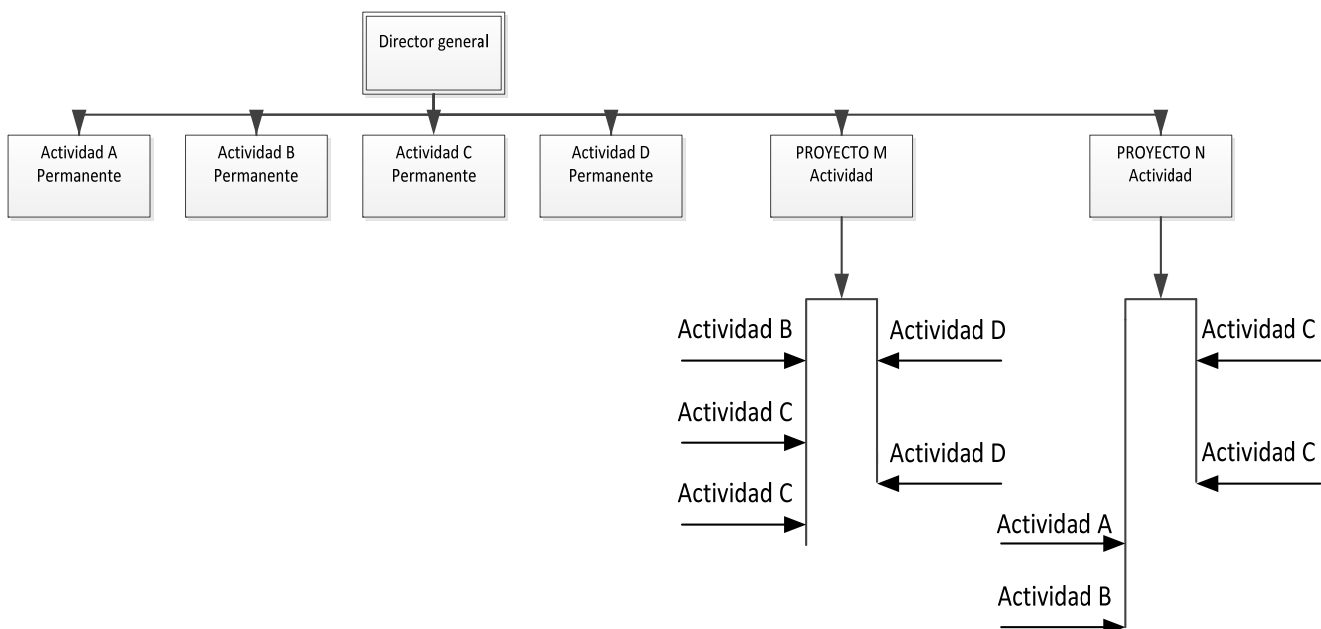 Director general
Actividad A
Permanente
Actividad B
Permanente
Actividad C
Permanente
Actividad D
Permanente
PROYECTO M
Actividad
PROYECTO N
Actividad
Actividad B
Actividad C
Actividad C
Actividad D
Actividad D
Actividad C
Actividad C
Actividad A
Actividad B